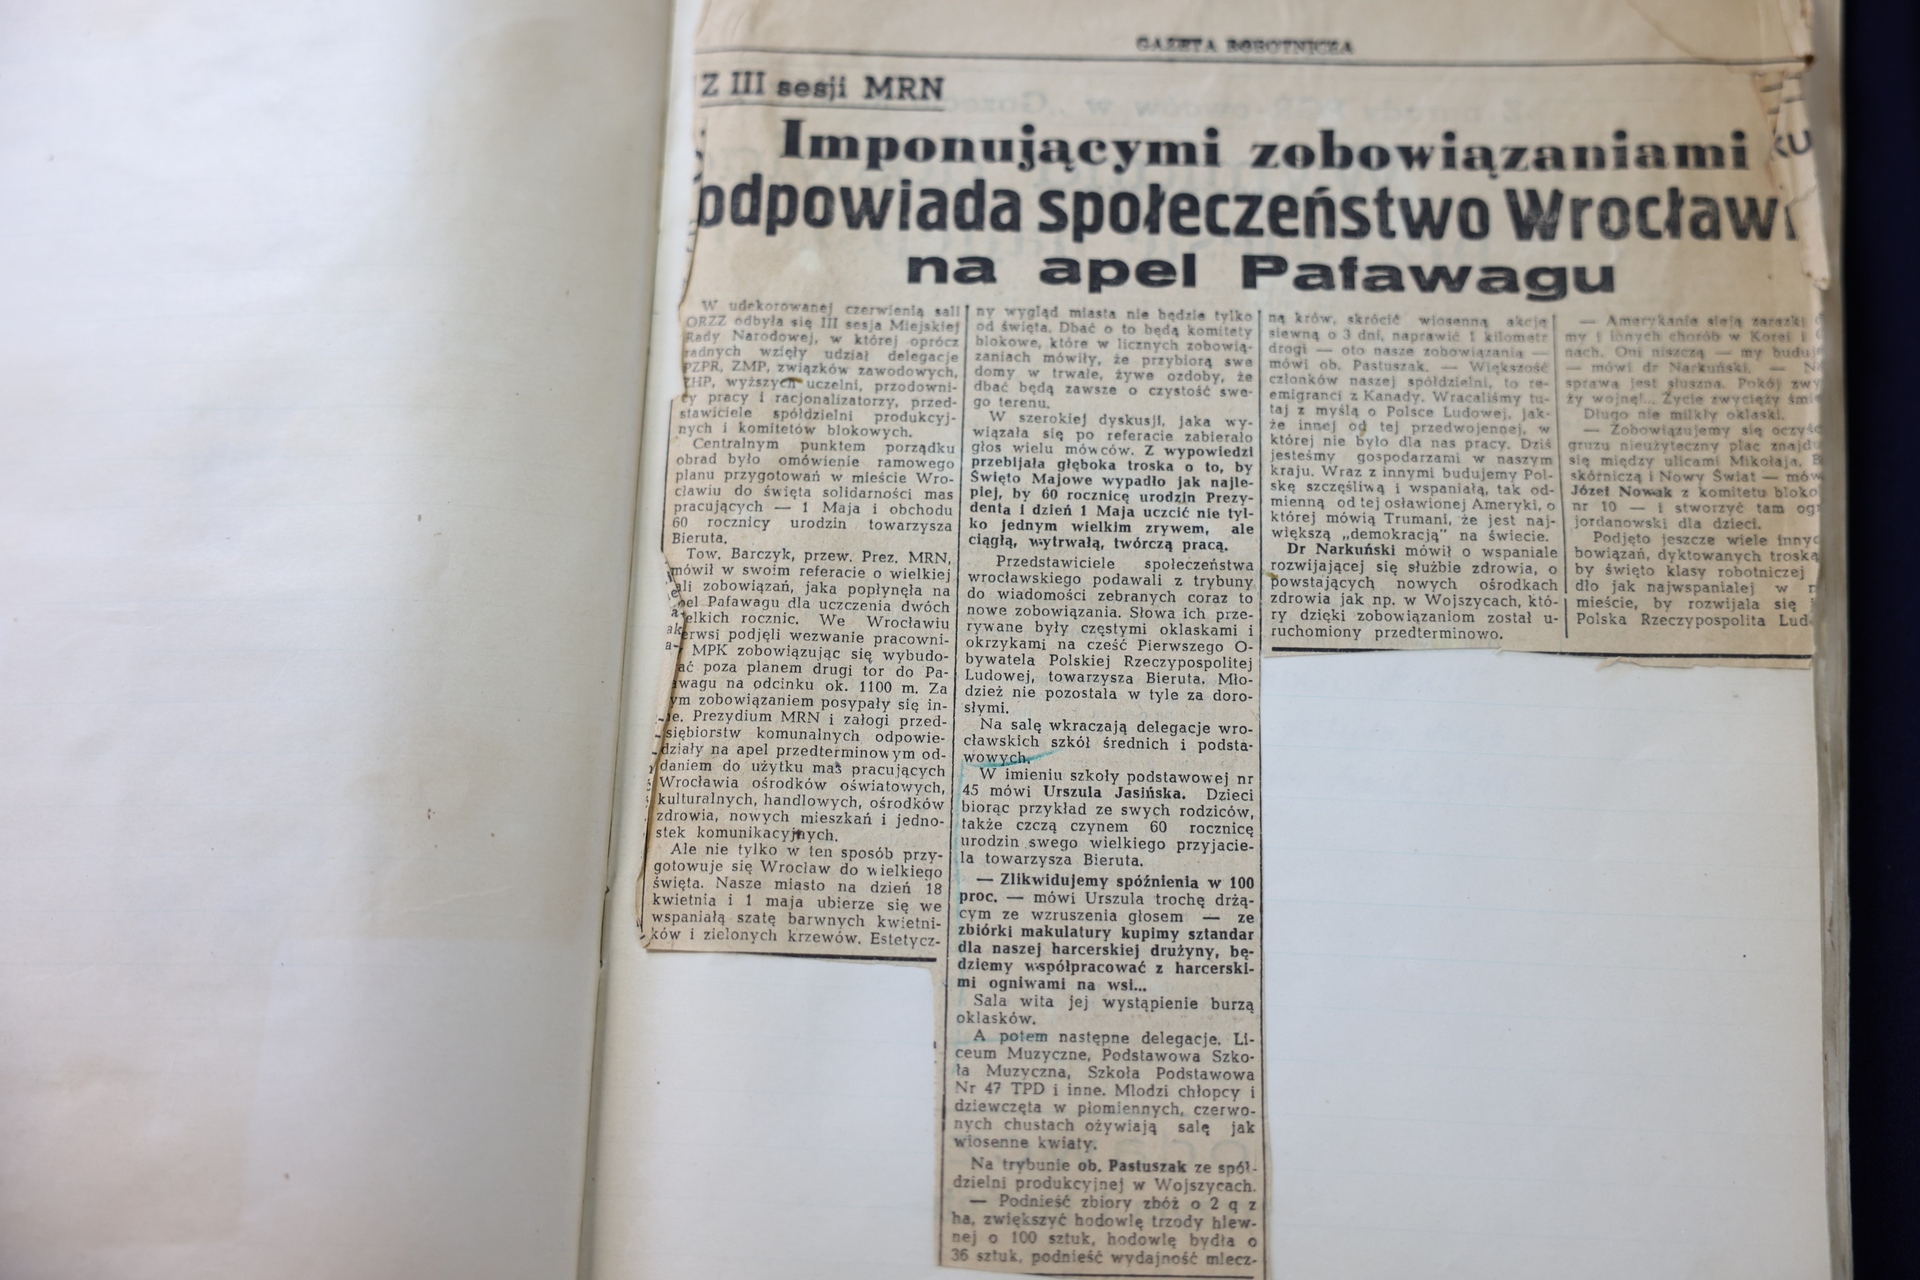 GAZETA ROBOTNICZA
Z III sesji MRN
Imponującymi zobowiązaniami
odpowiada społeczeństwo Wrocławi
na apel Pafawagu
W udekorowanej czerwienią sali
ORZZ odbyła się III sesja Miejskiej
Rady Narodowej, w której oprócz
radnych wzięły udział delegacje
PZPR, ZMP, związków zawodowych,
ZHP, wyższych uczelni, przodowni-
cy pracy i racjonalizatorzy, przed-
stawiciele spółdzielni produkcyj-
nych i komitetów blokowych.
Centralnym punktem porządku
obrad było omówienie ramowego
planu przygotowań w mieście Wro-
cławiu do święta solidarności mas
pracujących — 1 Maja i obchodu
60 rocznicy urodzin towarzysza
Bieruta.
Tow. Barczyk, przew. Prez. MRN,
mówił w swoim referacie o wielkiej
ali zobowiązań, jaka popłynęła na
pel Pafawagu dla uczczenia dwóch
elkich rocznic. We Wrocławiu
erwsi podjęli wezwanie pracowni-
MPK zobowiązując się wybudo-
ać poza planem drugi tor do Pa-
wagu na odcinku ok. 1100 m. Za
ym zobowiązaniem posypały się in-
e. Prezydium MRN i załogi przed-
siębiorstw komunalnych odpowie-
działy na apel przedterminowym od-
daniem do użytku mas pracujących
Wrocławia ośrodków oświatowych,
kulturalnych, handlowych, ośrodków
zdrowia, nowych mieszkań i jedno-
stek komunikacyjnych.
Ale nie tylko w ten sposób przy-
gotowuje się Wrocław do wielkiego
święta. Nasze miasto na dzień 18
kwietnia i 1 maja ubierze się we
wspaniałą szatę barwnych kwietni-
ków i zielonych krzewów. Estetycz-
ny wygląd miasta nie będzie tylko
od święta. Dbać o to będą komitety
blokowe, które w licznych zobowią-
zaniach mówiły, że przybiorą swe
domy w trwałe, żywe ozdoby, że
dbać będą zawsze o czystość swe-
go terenu.
W szerokiej dyskusji, jaka wy-
wiązała się po referacie zabierało
głos wielu mówców. Z wypowiedzi
przebijała głęboka troska o to, by
Święto Majowe wypadło jak najle-
piej, by 60 rocznicę urodzin Prezy-
denta i dzień 1 Maja uczcić nie tyl-
ko jednym wielkim zrywem, ale
ciągłą, wytrwałą, twórczą pracą.
Przedstawiciele społeczeństwa
wrocławskiego podawali z trybuny
do wiadomości zebranych coraz to
nowe zobowiązania. Słowa ich prze-
rywane były częstymi oklaskami i
okrzykami na cześć Pierwszego O-
bywatela Polskiej Rzeczypospolitej
Ludowej, towarzysza Bieruta. Mło-
dzież nie pozostała w tyle za doro-
słymi.
Na salę wkraczają delegacje wro-
cławskich szkół średnich i podsta-
wowych.
W imieniu szkoły podstawowej nr
45 mówi Urszula Jasińska. Dzieci
biorąc przykład ze swych rodziców,
także czczą czynem 60 rocznicę
urodzin swego wielkiego przyjacie-
la towarzysza Bieruta.
— Zlikwidujemy spóźnienia w 100
proc. — mówi Urszula trochę drżą-
cym ze wzruszenia głosem — ze
zbiórki makulatury kupimy sztandar
dla naszej harcerskiej drużyny, bę-
dziemy współpracować z harcerski-
mi ogniwami na wsi...
Sala wita jej wystąpienie burzą
oklasków.
A potem następne delegacje. Li-
ceum Muzyczne, Podstawowa Szko-
ła Muzyczna, Szkoła Podstawowa
Nr 47 TPD i inne. Młodzi chłopcy i
dziewczęta w płomiennych, czerwo-
nych chustach ożywiają salę jak
wiosenne kwiaty.
Na trybunie ob. Pastuszak ze spół-
dzielni produkcyjnej w Wojszycach.
— Podnieść zbiory zbóż o 2 q z
ha, zwiększyć hodowlę trzody chlew-
nej o 100 sztuk, hodowlę bydła o
36 sztuk, podnieść wydajność mlecz-
ną krów, skrócić wiosenną akcję
siewną o 3 dni, naprawić 1 kilometr
drogi — oto nasze zobowiązania —
mówi ob. Pastuszak. — Większość
członków naszej spółdzielni, to re-
emigranci z Kanady. Wracaliśmy tu-
taj z myślą o Polsce Ludowej, jak-
że innej od tej przedwojennej, w
której nie było dla nas pracy. Dziś
jesteśmy gospodarzami w naszym
kraju. Wraz z innymi budujemy Pol-
skę szczęśliwą i wspaniałą, tak od-
mienną od tej osławionej Ameryki, o
której mówią Trumani, że jest naj-
większą „demokracją” na świecie.
Dr Narkuński mówił o wspaniale
rozwijającej się służbie zdrowia, o
powstających nowych ośrodkach
zdrowia jak np. w Wojszycach, któ-
ry dzięki zobowiązaniom został u-
ruchomiony przedterminowo.
— Amerykanie sieją zarazki
my i innych chorób w Korei i
nach. Oni niszczą — my buduj
— mówi dr Narkuński. — N
sprawa jest słuszna. Pokój zwy
ży wojnę!... Życie zwycięży śmi
Długo nie milkły oklaski.
— Zobowiązujemy się oczyśc
gruzu nieużyteczny plac znajdu
się między ulicami Mikołaja, B
skórniczą i Nowy Świat — mów
Józef Nowak z komitetu bloko
nr 10 — i stworzyć tam ogr
jordanowski dla dzieci.
Podjęto jeszcze wiele innyc
bowiązań, dyktowanych troską
by święto klasy robotniczej
dło jak najwspanialej w n
mieście, by rozwijała się
Polska Rzeczypospolita Lud